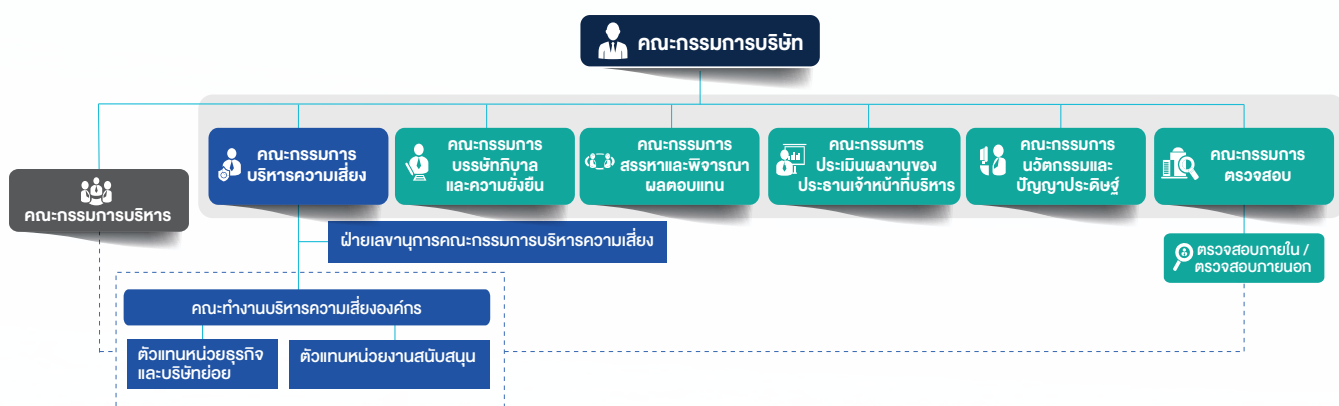 คณะกรรมการบริษัท
คณะกรรมการบริหาร
คณะกรรมการ
บริหารความเสี่ยง
คณะกรรมการ
บรรษัทภิบาล
และความยั่งยืน
คณะกรรมการ
สรรหาและพิจารณา
ผลตอบแทน
คณะกรรมการ
ประเมินผลงานของ
ประธานเจ้าหน้าที่บริหาร
คณะกรรมการ
นวัตกรรมและ
ปัญญาประดิษฐ์
คณะกรรมการ
ตรวจสอบ
ฝ่ายเลขานุการคณะกรรมการบริหารความเสี่ยง
ตรวจสอบภายใน /
ตรวจสอบภายนอก
คณะทำงานบริหารความเสี่ยงองค์กร
ตัวแทนหน่วยธุรกิจ
และบริษัทย่อย
ตัวแทนหน่วยงานสนับสนุน